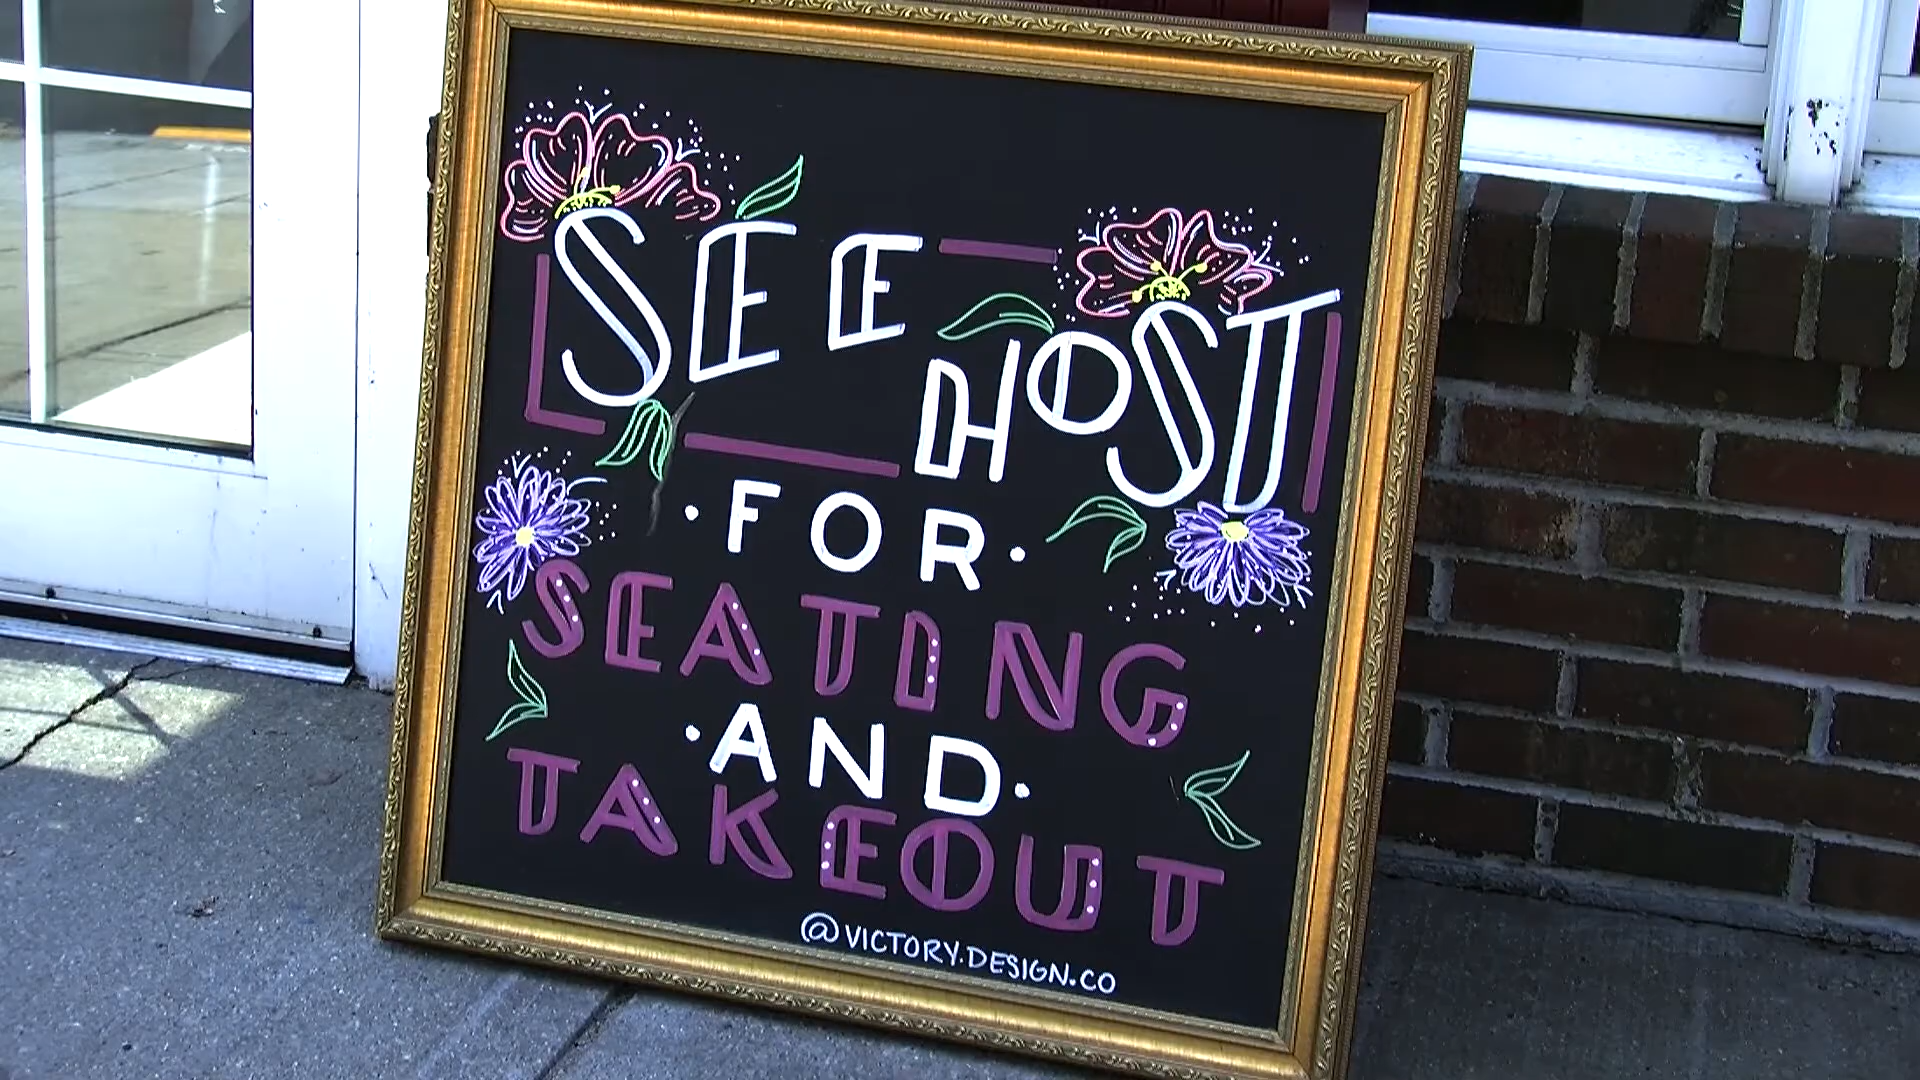 SEE
HOST
·FOR·
SEATING
·AND·
TAKEOUT
@VICTORY.DESIGN.CO